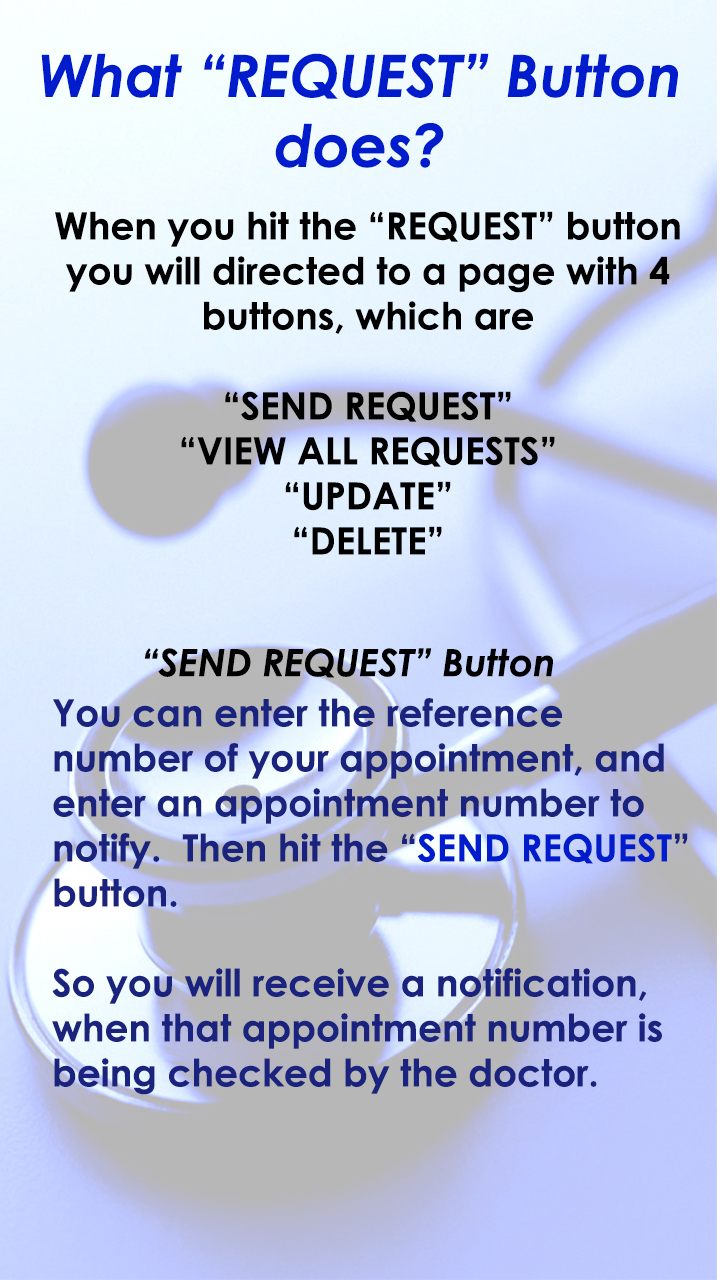 What “REQUEST” Button
does?
When you hit the “REQUEST” button
you will directed to a page with 4
buttons, which are
“SEND REQUEST”
“VIEW ALL REQUESTS”
“UPDATE”
“DELETE”
“SEND REQUEST” Button
You can enter the reference
number of your appointment, and
enter an appointment number to
notify.  Then hit the “SEND REQUEST”
button.
So you will receive a notification,
when that appointment number is
being checked by the doctor.